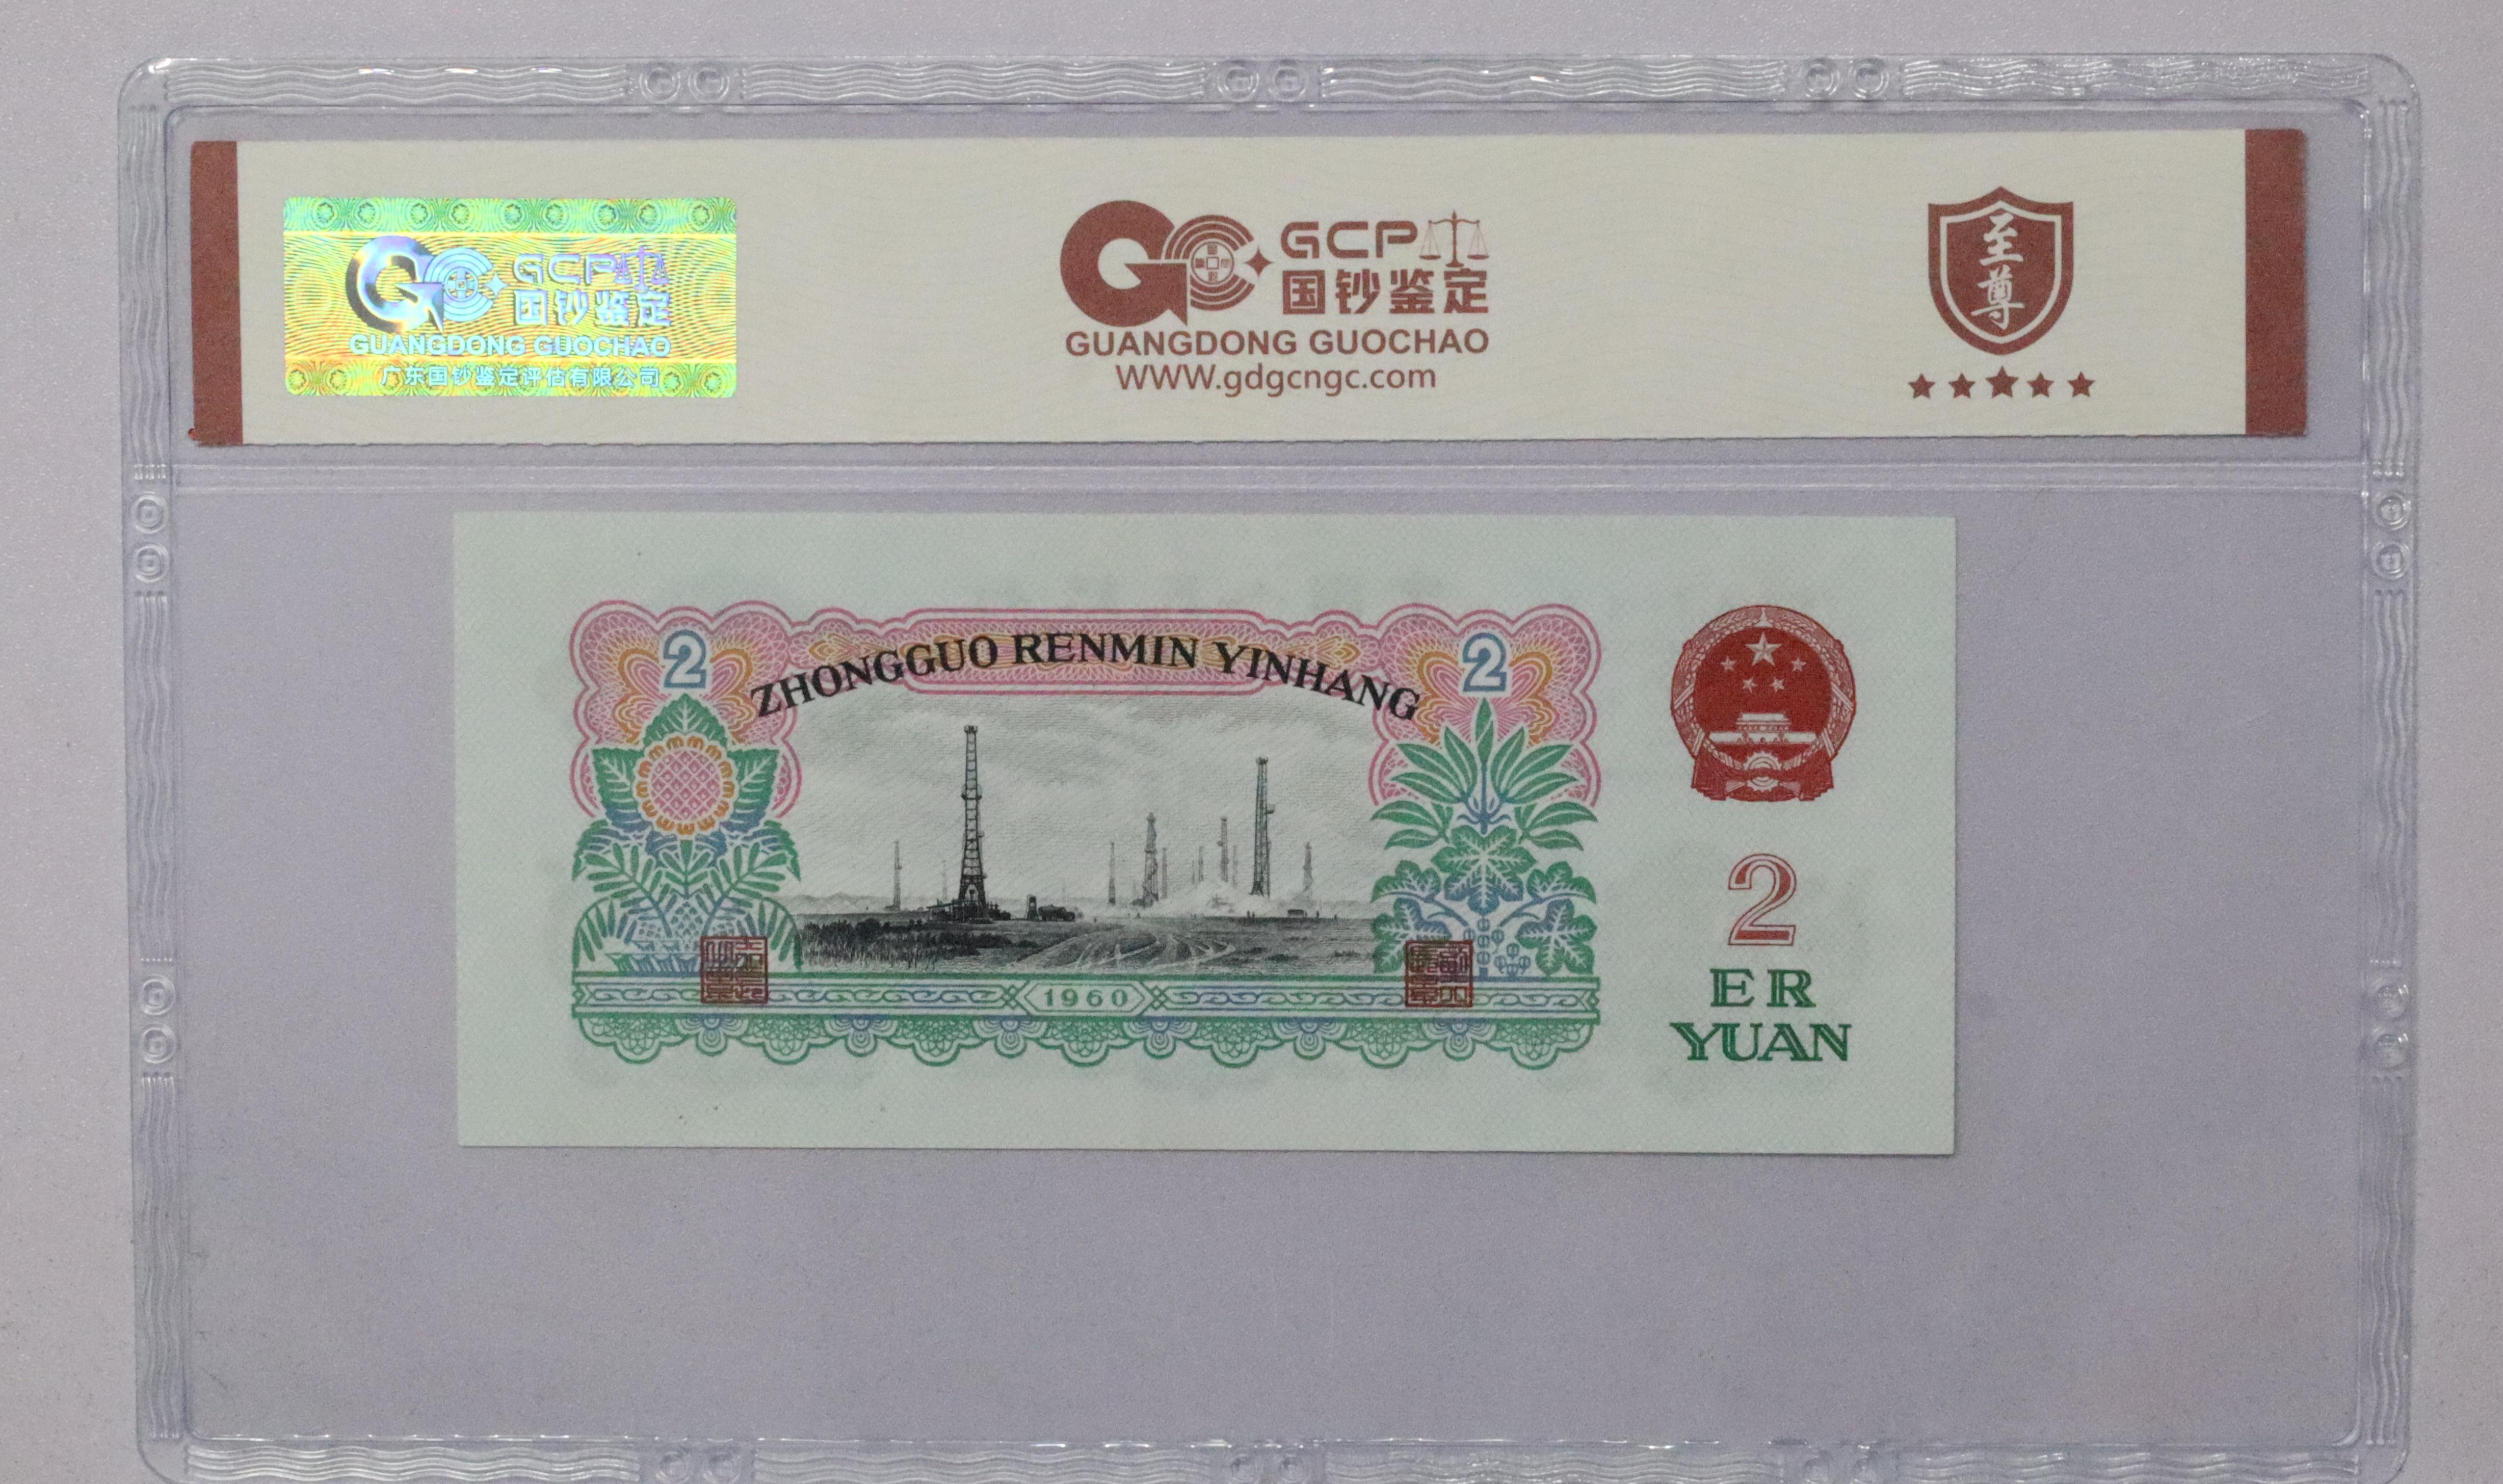 GCP
国钞鉴定
GUANGDONG GUOCHAO
广东国钞鉴定评估有限公司
GCP
国钞鉴定
GUANGDONG GUOCHAO
WWW.gdgcngc.com
至尊
2
ZHONGGUO RENMIN YINHANG
2
1960
2
ER
YUAN